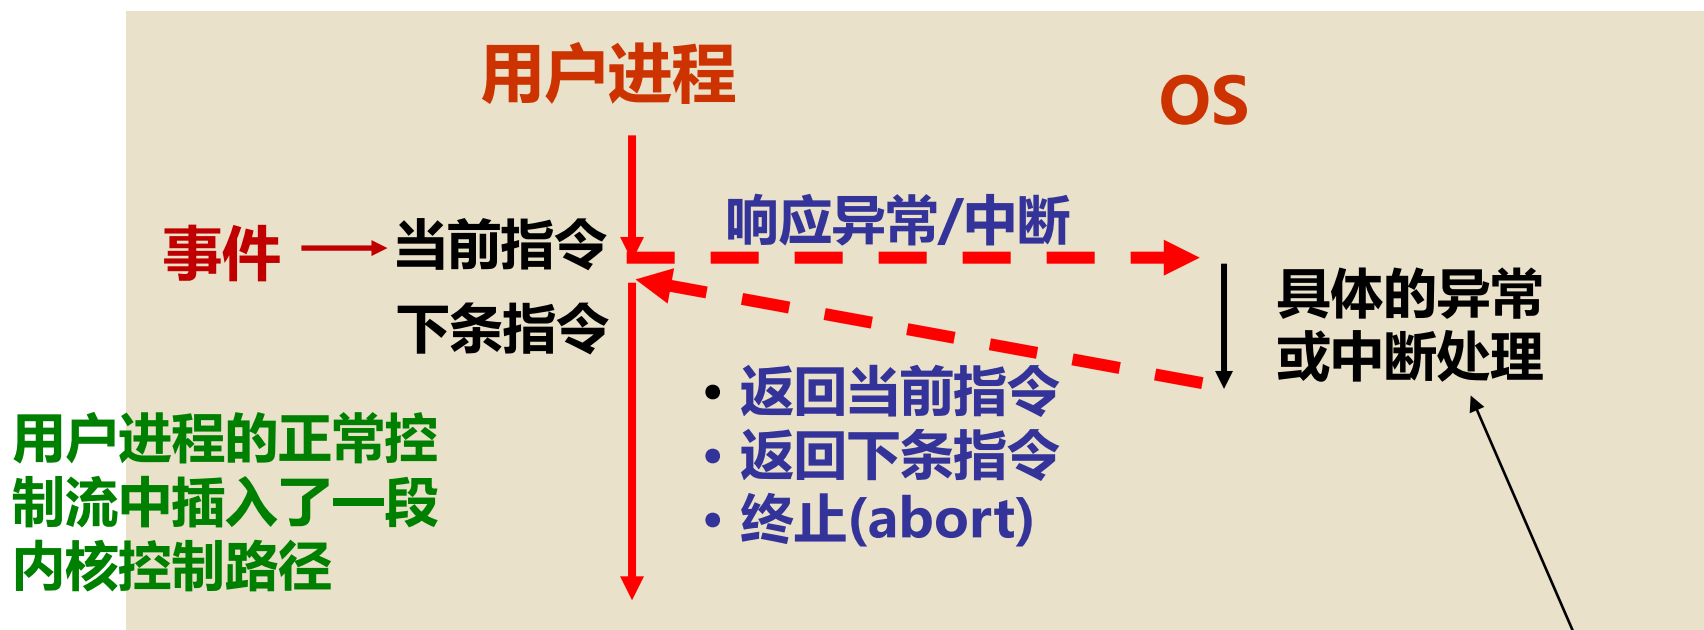 用户进程
OS
响应异常/中断
事件
当前指令
下条指令
具体的异常
或中断处理
• 返回当前指令
• 返回下条指令
• 终止(abort)
用户进程的正常控
制流中插入了一段
内核控制路径